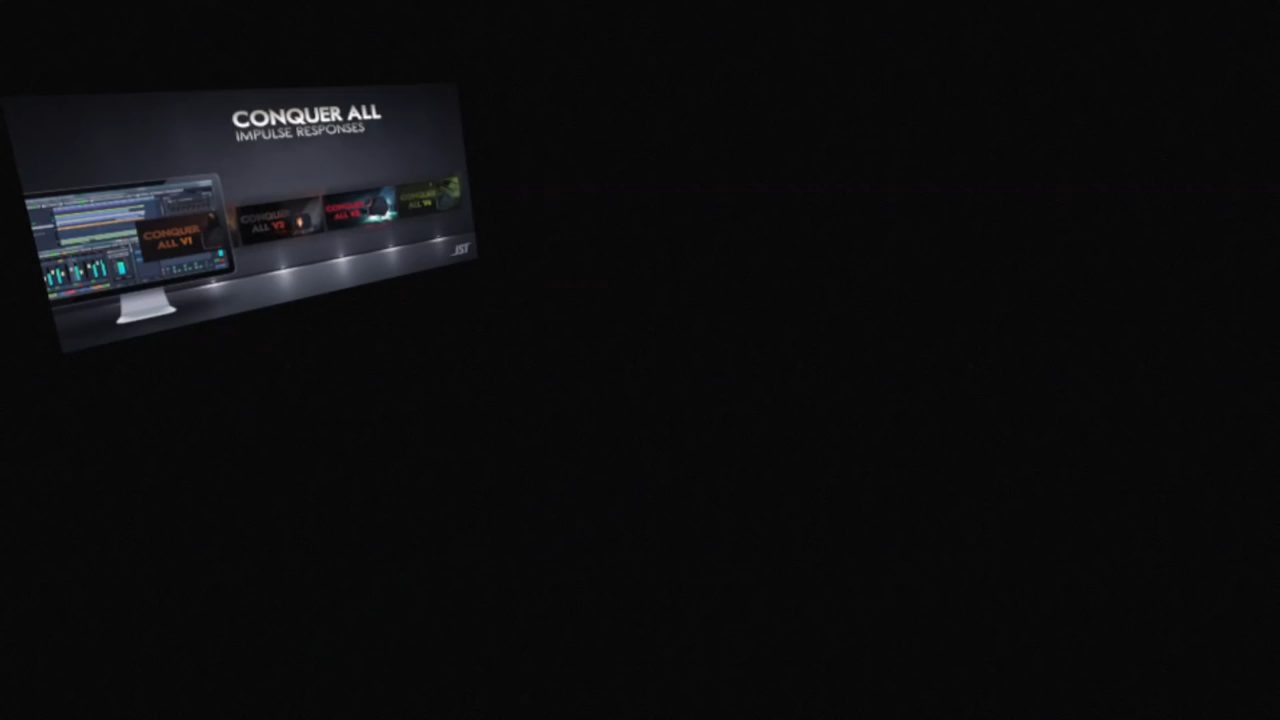 CONQUER ALL
IMPULSE RESPONSES
CONQUER
ALL V1
CONQUER
ALL V2
CONQUER
ALL V3
CONQUER
ALL V4
JST